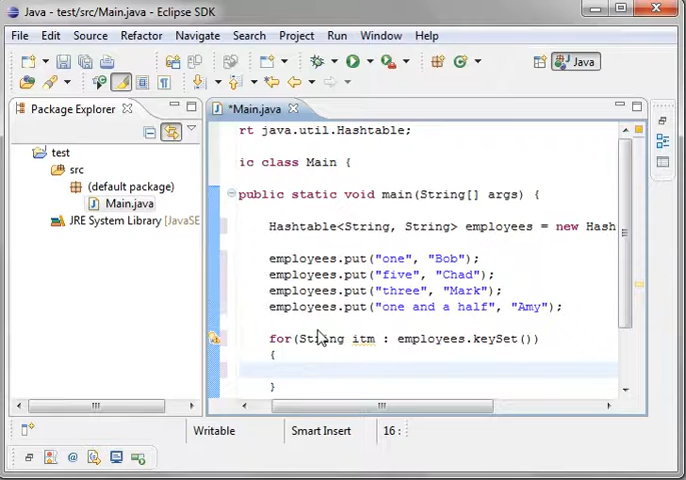 Java - test/src/Main.java - Eclipse SDK
File Edit Source Refactor Navigate Search Project Run Window Help
Java
Package Explorer
*Main.java
test
src
(default package)
Main.java
JRE System Library [JavaSE
rt java.util.Hashtable;
ic class Main {
public static void main(String[] args) {
Hashtable<String, String> employees = new Hash
employees.put("one", "Bob");
employees.put("five", "Chad");
employees.put("three", "Mark");
employees.put("one and a half", "Amy");
for(String itm : employees.keySet())
{
}
Writable Smart Insert 16 :